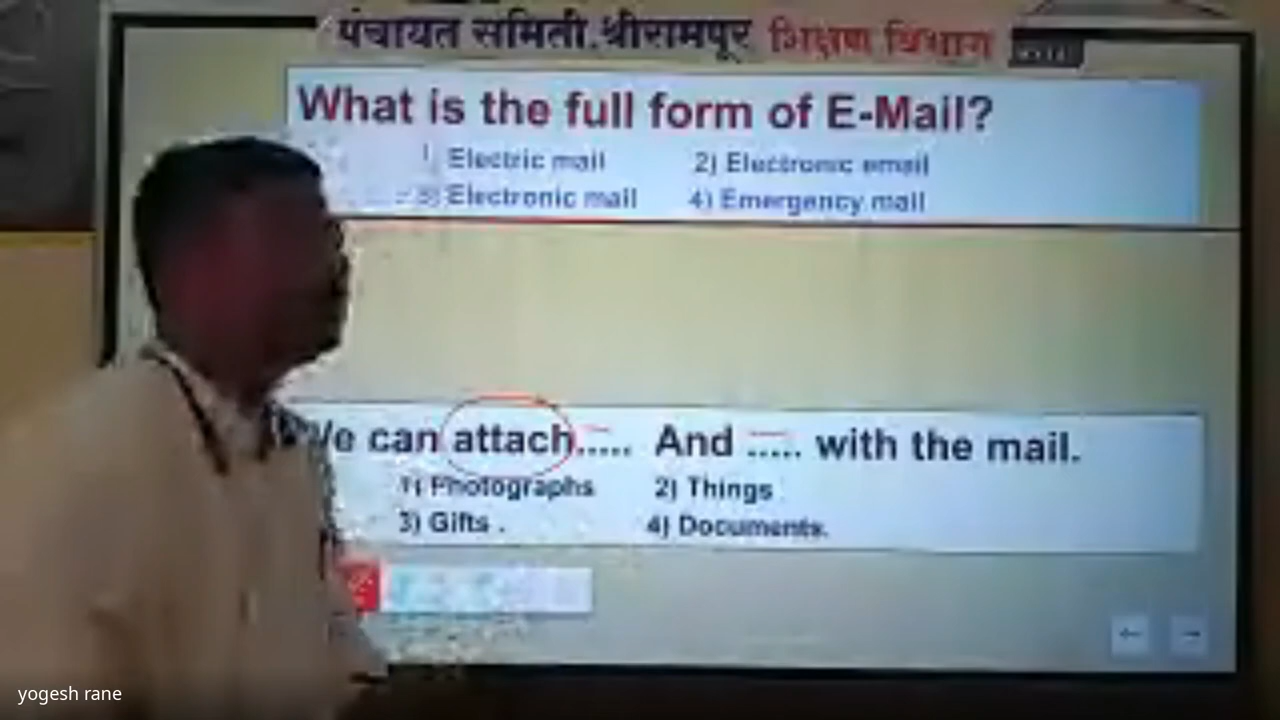 पंचायत समिती.श्रीरामपूर शिक्षण विभाग
What is the full form of E-Mail?
Electric mail 2) Electronic email
3) Electronic mail 4) Emergency mail
We can attach..... And ..... with the mail.
1) Photographs 2) Things
3) Gifts . 4) Documents.
yogesh rane